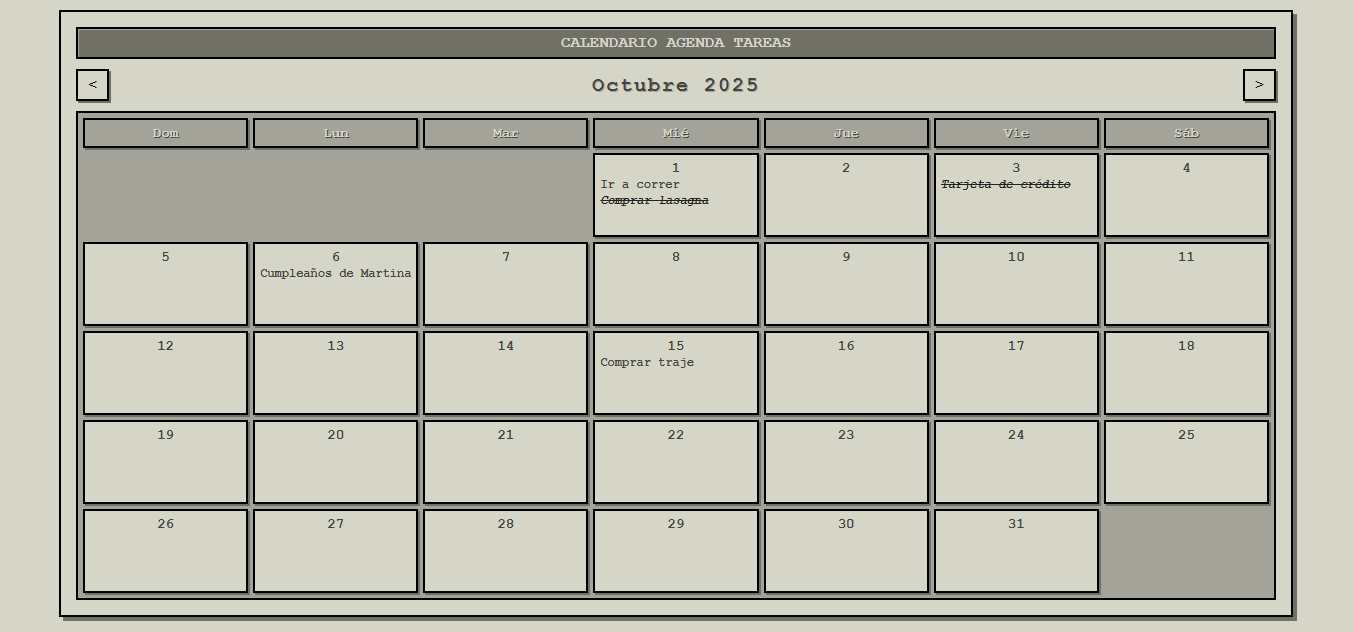 CALENDARIO AGENDA TAREAS
< Octubre 2025 >
Dom Lun Mar Mié Jue Vie Sáb
1 2 3 4
Ir a correr Tarjeta de crédito
Comprar lasagna
5 6 7 8 9 10 11
Cumpleaños de Martina
12 13 14 15 16 17 18
Comprar traje
19 20 21 22 23 24 25
26 27 28 29 30 31